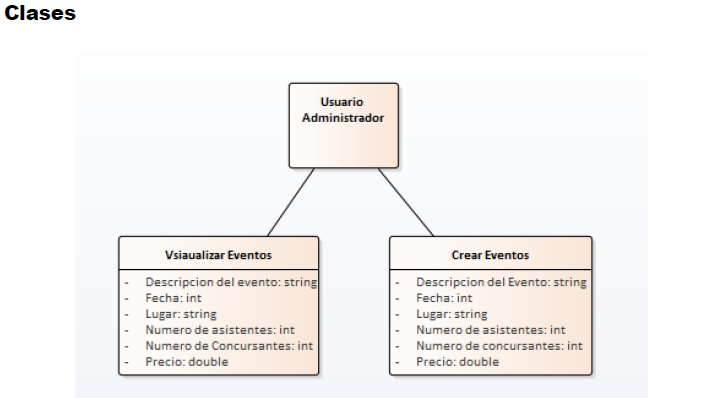 Clases
Usuario
Administrador
Vsiaualizar Eventos
- Descripcion del evento: string
- Fecha: int
- Lugar: string
- Numero de asistentes: int
- Numero de Concursantes: int
- Precio: double
Crear Eventos
- Descripcion del Evento: string
- Fecha: int
- Lugar: string
- Numero de asistentes: int
- Numero de concursantes: int
- Precio: double